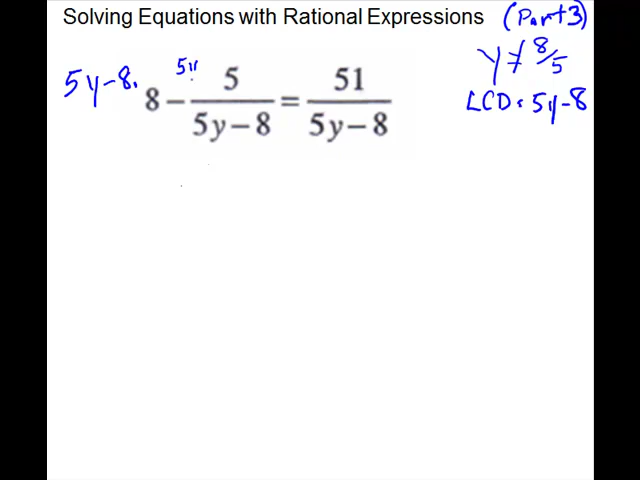 Solving Equations with Rational Expressions (Part 3)
y ≠ 8/5
LCD = 5y-8
5y-8 · 8 - 5y 5/(5y-8) = 51/(5y-8)